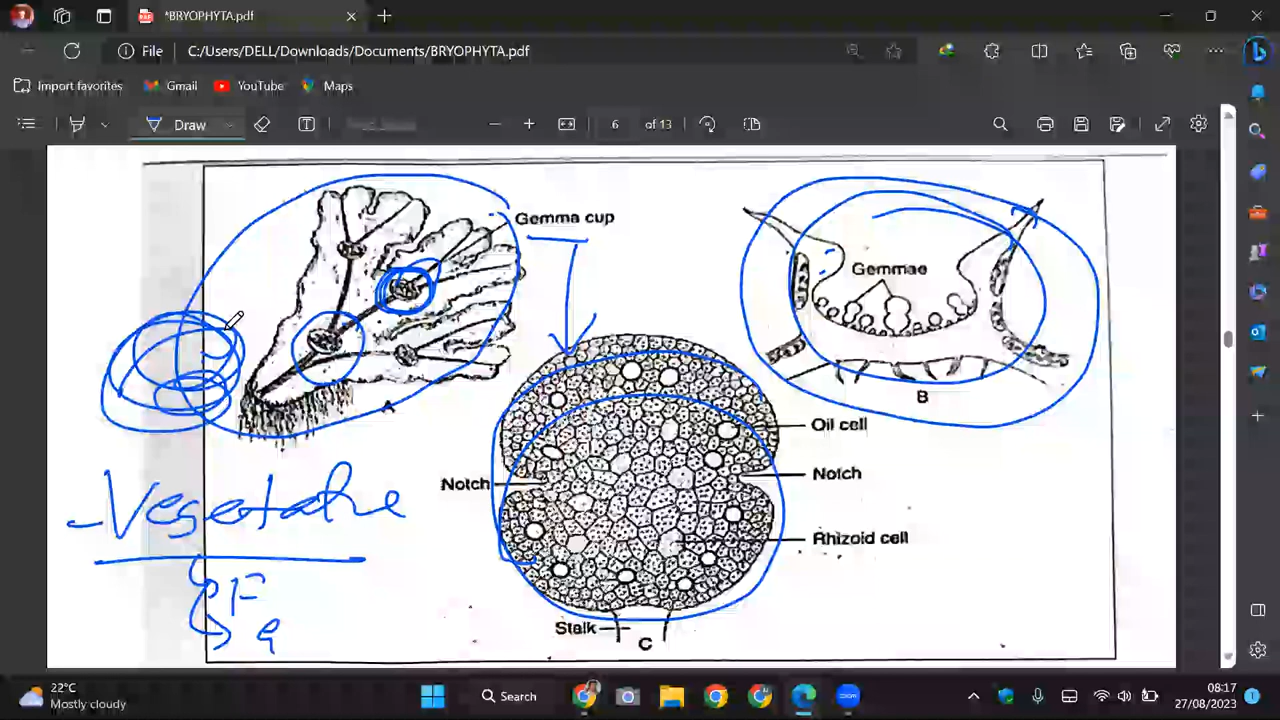 *BRYOPHYTA.pdf
File C:/Users/DELL/Downloads/Documents/BRYOPHYTA.pdf
Import favorites Gmail YouTube Maps
Draw 6 of 13
Gemma cup
Gemmae
A
B
Oil cell
Notch
Notch
Rhizoid cell
Stalk
C
F
G
22°C
Mostly cloudy
Search
08:17
27/08/2023